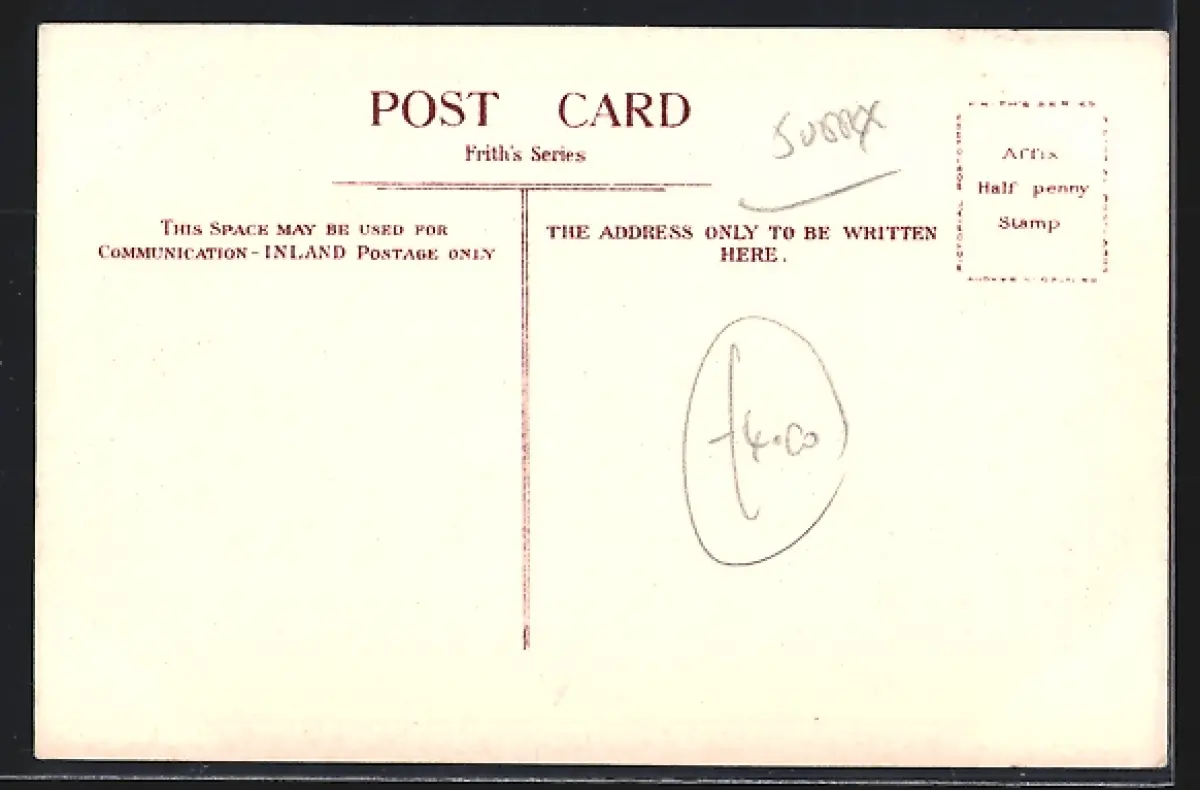 POST CARD
Frith's Series
THIS SPACE MAY BE USED FOR
COMMUNICATION - INLAND POSTAGE ONLY
THE ADDRESS ONLY TO BE WRITTEN
HERE.
Affix
Half penny
Stamp
£4.00